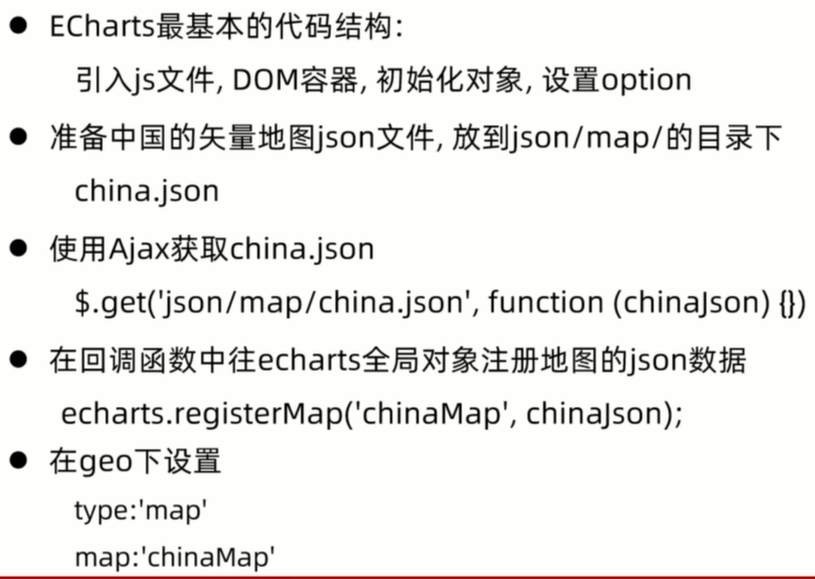 ● ECharts最基本的代码结构:
引入js文件, DOM容器, 初始化对象, 设置option
● 准备中国的矢量地图json文件, 放到json/map/的目录下
china.json
● 使用Ajax获取china.json
$.get('json/map/china.json', function (chinaJson) {})
● 在回调函数中往echarts全局对象注册地图的json数据
echarts.registerMap('chinaMap', chinaJson);
● 在geo下设置
type:'map'
map:'chinaMap'